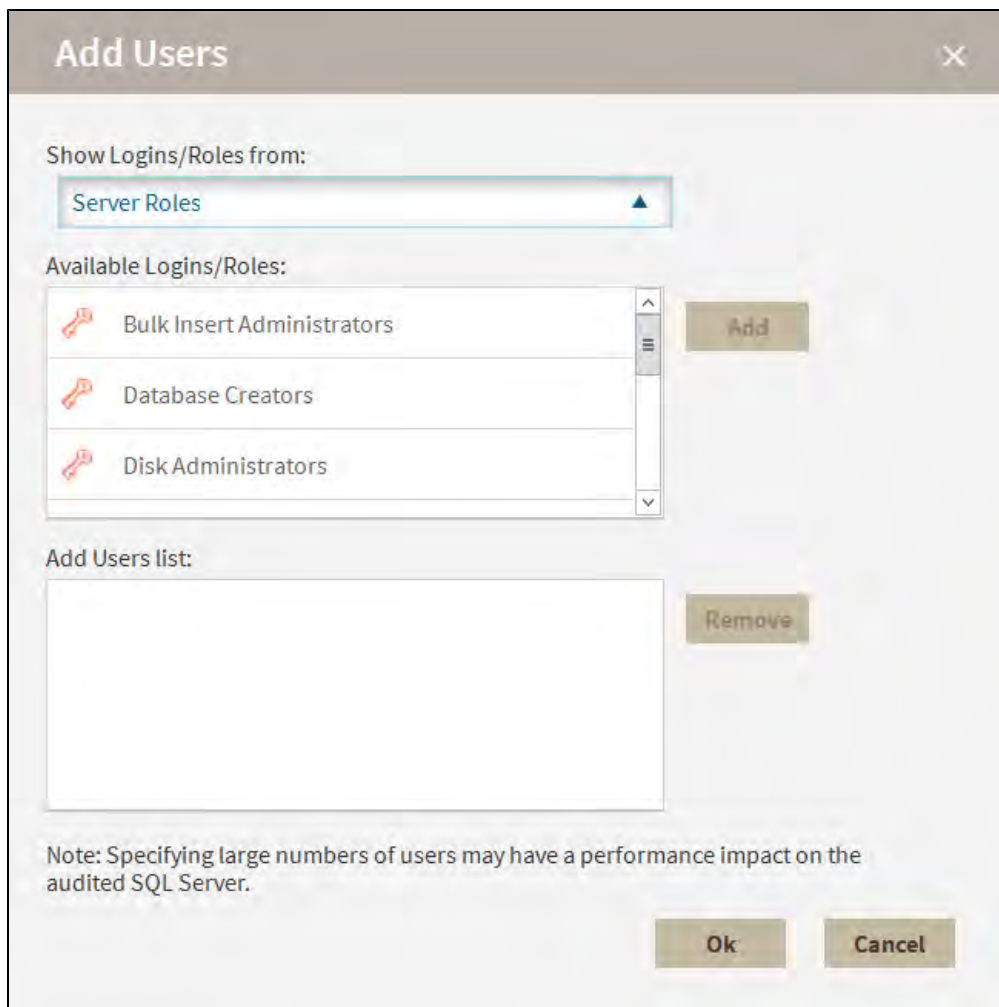 Add Users
Show Logins/Roles from:
Server Roles
Available Logins/Roles:
Bulk Insert Administrators
Add
Database Creators
Disk Administrators
Add Users list:
Remove
Note: Specifying large numbers of users may have a performance impact on the
audited SQL Server.
Ok
Cancel